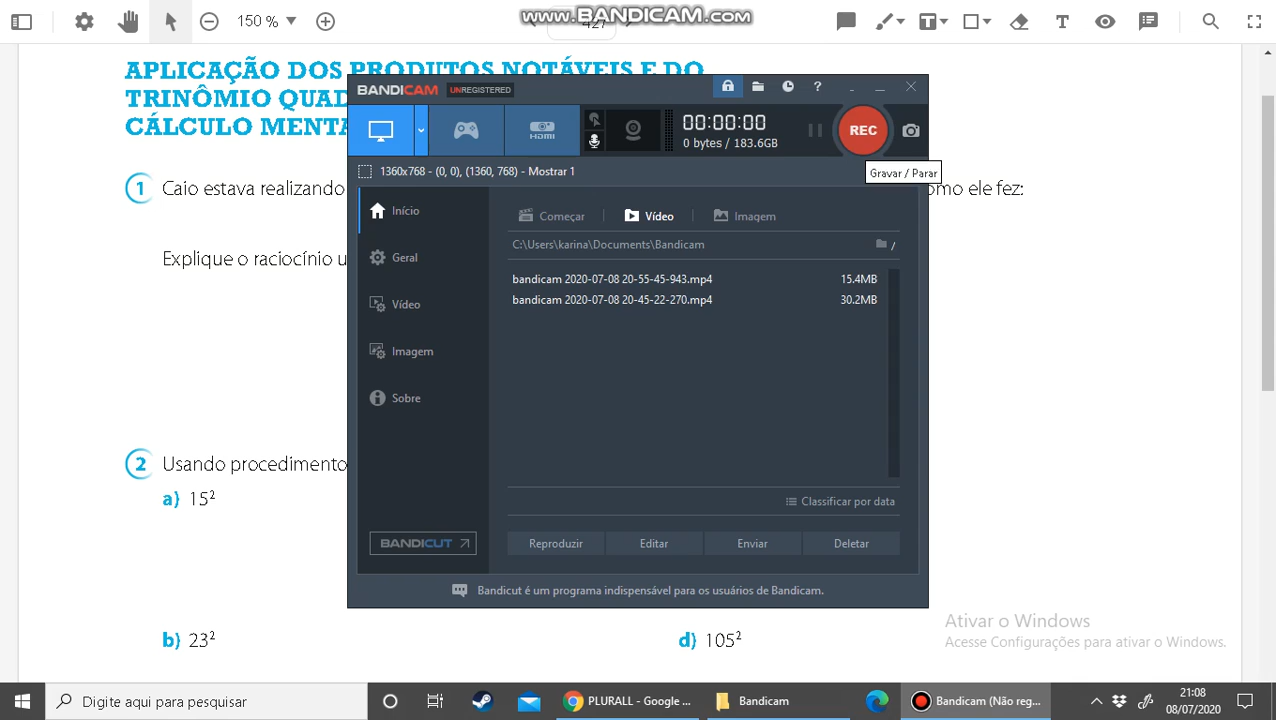 150 %
www.BANDICAM.com
427
APLICAÇÃO DOS PRODUTOS NOTÁVEIS E DO
TRINÔMIO QUAD
CÁLCULO MENTA
1 Caio estava realizando
omo ele fez:
Explique o raciocínio u
2 Usando procedimento
a) 15²
b) 23²
d) 105²
BANDICAM UNREGISTERED
?
HDMI
00:00:00
0 bytes / 183.6GB
REC
Gravar / Parar
1360x768 - (0, 0), (1360, 768) - Mostrar 1
Início
Geral
Vídeo
Imagem
Sobre
BANDICUT
Começar Vídeo Imagem
C:\Users\karina\Documents\Bandicam /
bandicam 2020-07-08 20-55-45-943.mp4 15.4MB
bandicam 2020-07-08 20-45-22-270.mp4 30.2MB
Classificar por data
Reproduzir Editar Enviar Deletar
Bandicut é um programa indispensável para os usuários de Bandicam.
Ativar o Windows
Acesse Configurações para ativar o Windows.
Digite aqui para pesquisar
PLURALL - Google ...
Bandicam
Bandicam (Não reg...
21:08
08/07/2020